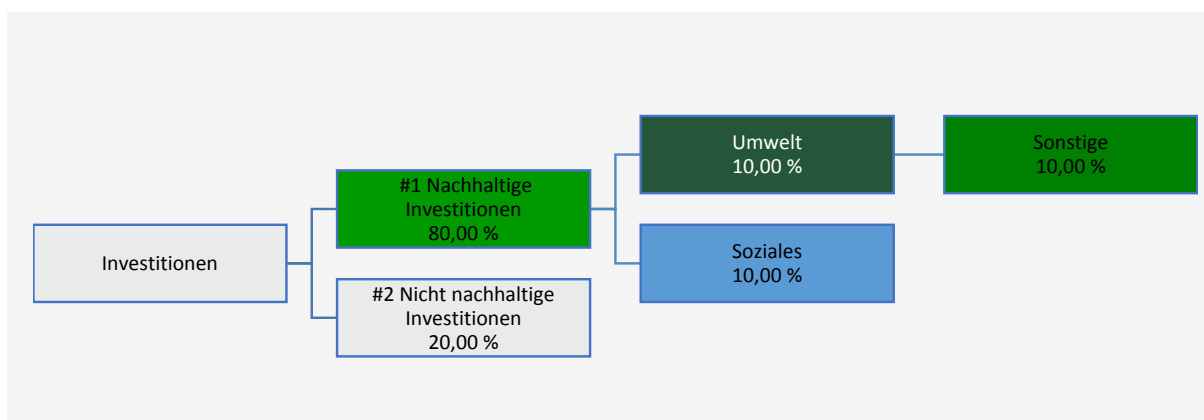 Investitionen
#1 Nachhaltige
Investitionen
80,00 %
#2 Nicht nachhaltige
Investitionen
20,00 %
Umwelt
10,00 %
Soziales
10,00 %
Sonstige
10,00 %